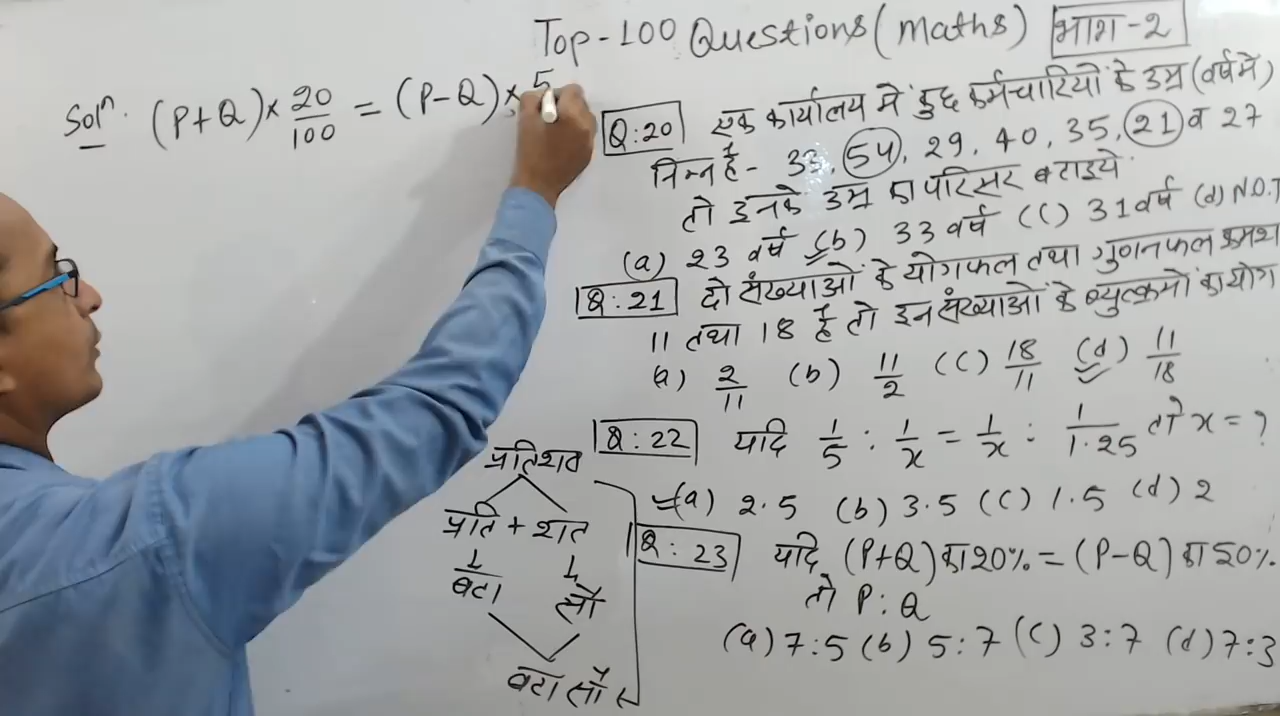 Top-100 Questions (Maths) भाग-2
Solⁿ: (P+Q)× 20/100 = (P-Q)× 5
Q:20 एक कार्यालय में कुछ कर्मचारियों के उम्र (वर्ष में)
निम्न है- 33, 54, 29, 40, 35, 21 व 27
तो इनके उम्र का परिसर बताइये
(a) 23 वर्ष (b) 33 वर्ष (C) 31 वर्ष (d) N.O.T
Q:21 दो संख्याओं के योगफल तथा गुणनफल क्रमश
11 तथा 18 है तो इन संख्याओं के व्युत्क्रमों का योग
(a) 2/11 (b) 11/2 (C) 18/11 (d) 11/18
Q:22 यदि 1/5 : 1/x = 1/x : 1/1.25 तो x = ?
(a) 2.5 (b) 3.5 (C) 1.5 (d) 2
Q:23 यदि (P+Q) का 20% = (P-Q) का 50%
तो P:Q
(a) 7:5 (b) 5:7 (C) 3:7 (d) 7:3
प्रतिशत
प्रति + शत
बटा सौ
बटा सौ